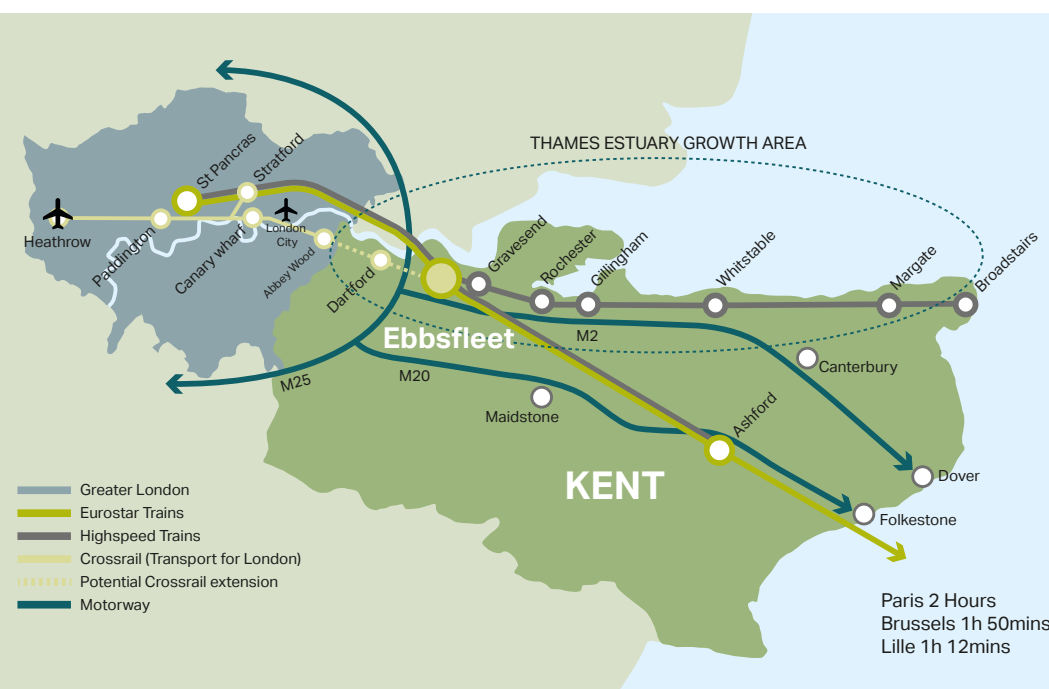 THAMES ESTUARY GROWTH AREA
St Pancras
Stratford
Heathrow
Paddington
Canary wharf
London
City
Abbey Wood
Dartford
Gravesend
Rochester
Gillingham
Whitstable
Margate
Broadstairs
Ebbsfleet
M2
M25
M20
Canterbury
Maidstone
Ashford
KENT
Dover
Folkestone
Greater London
Eurostar Trains
Highspeed Trains
Crossrail (Transport for London)
Potential Crossrail extension
Motorway
Paris 2 Hours
Brussels 1h 50mins
Lille 1h 12mins